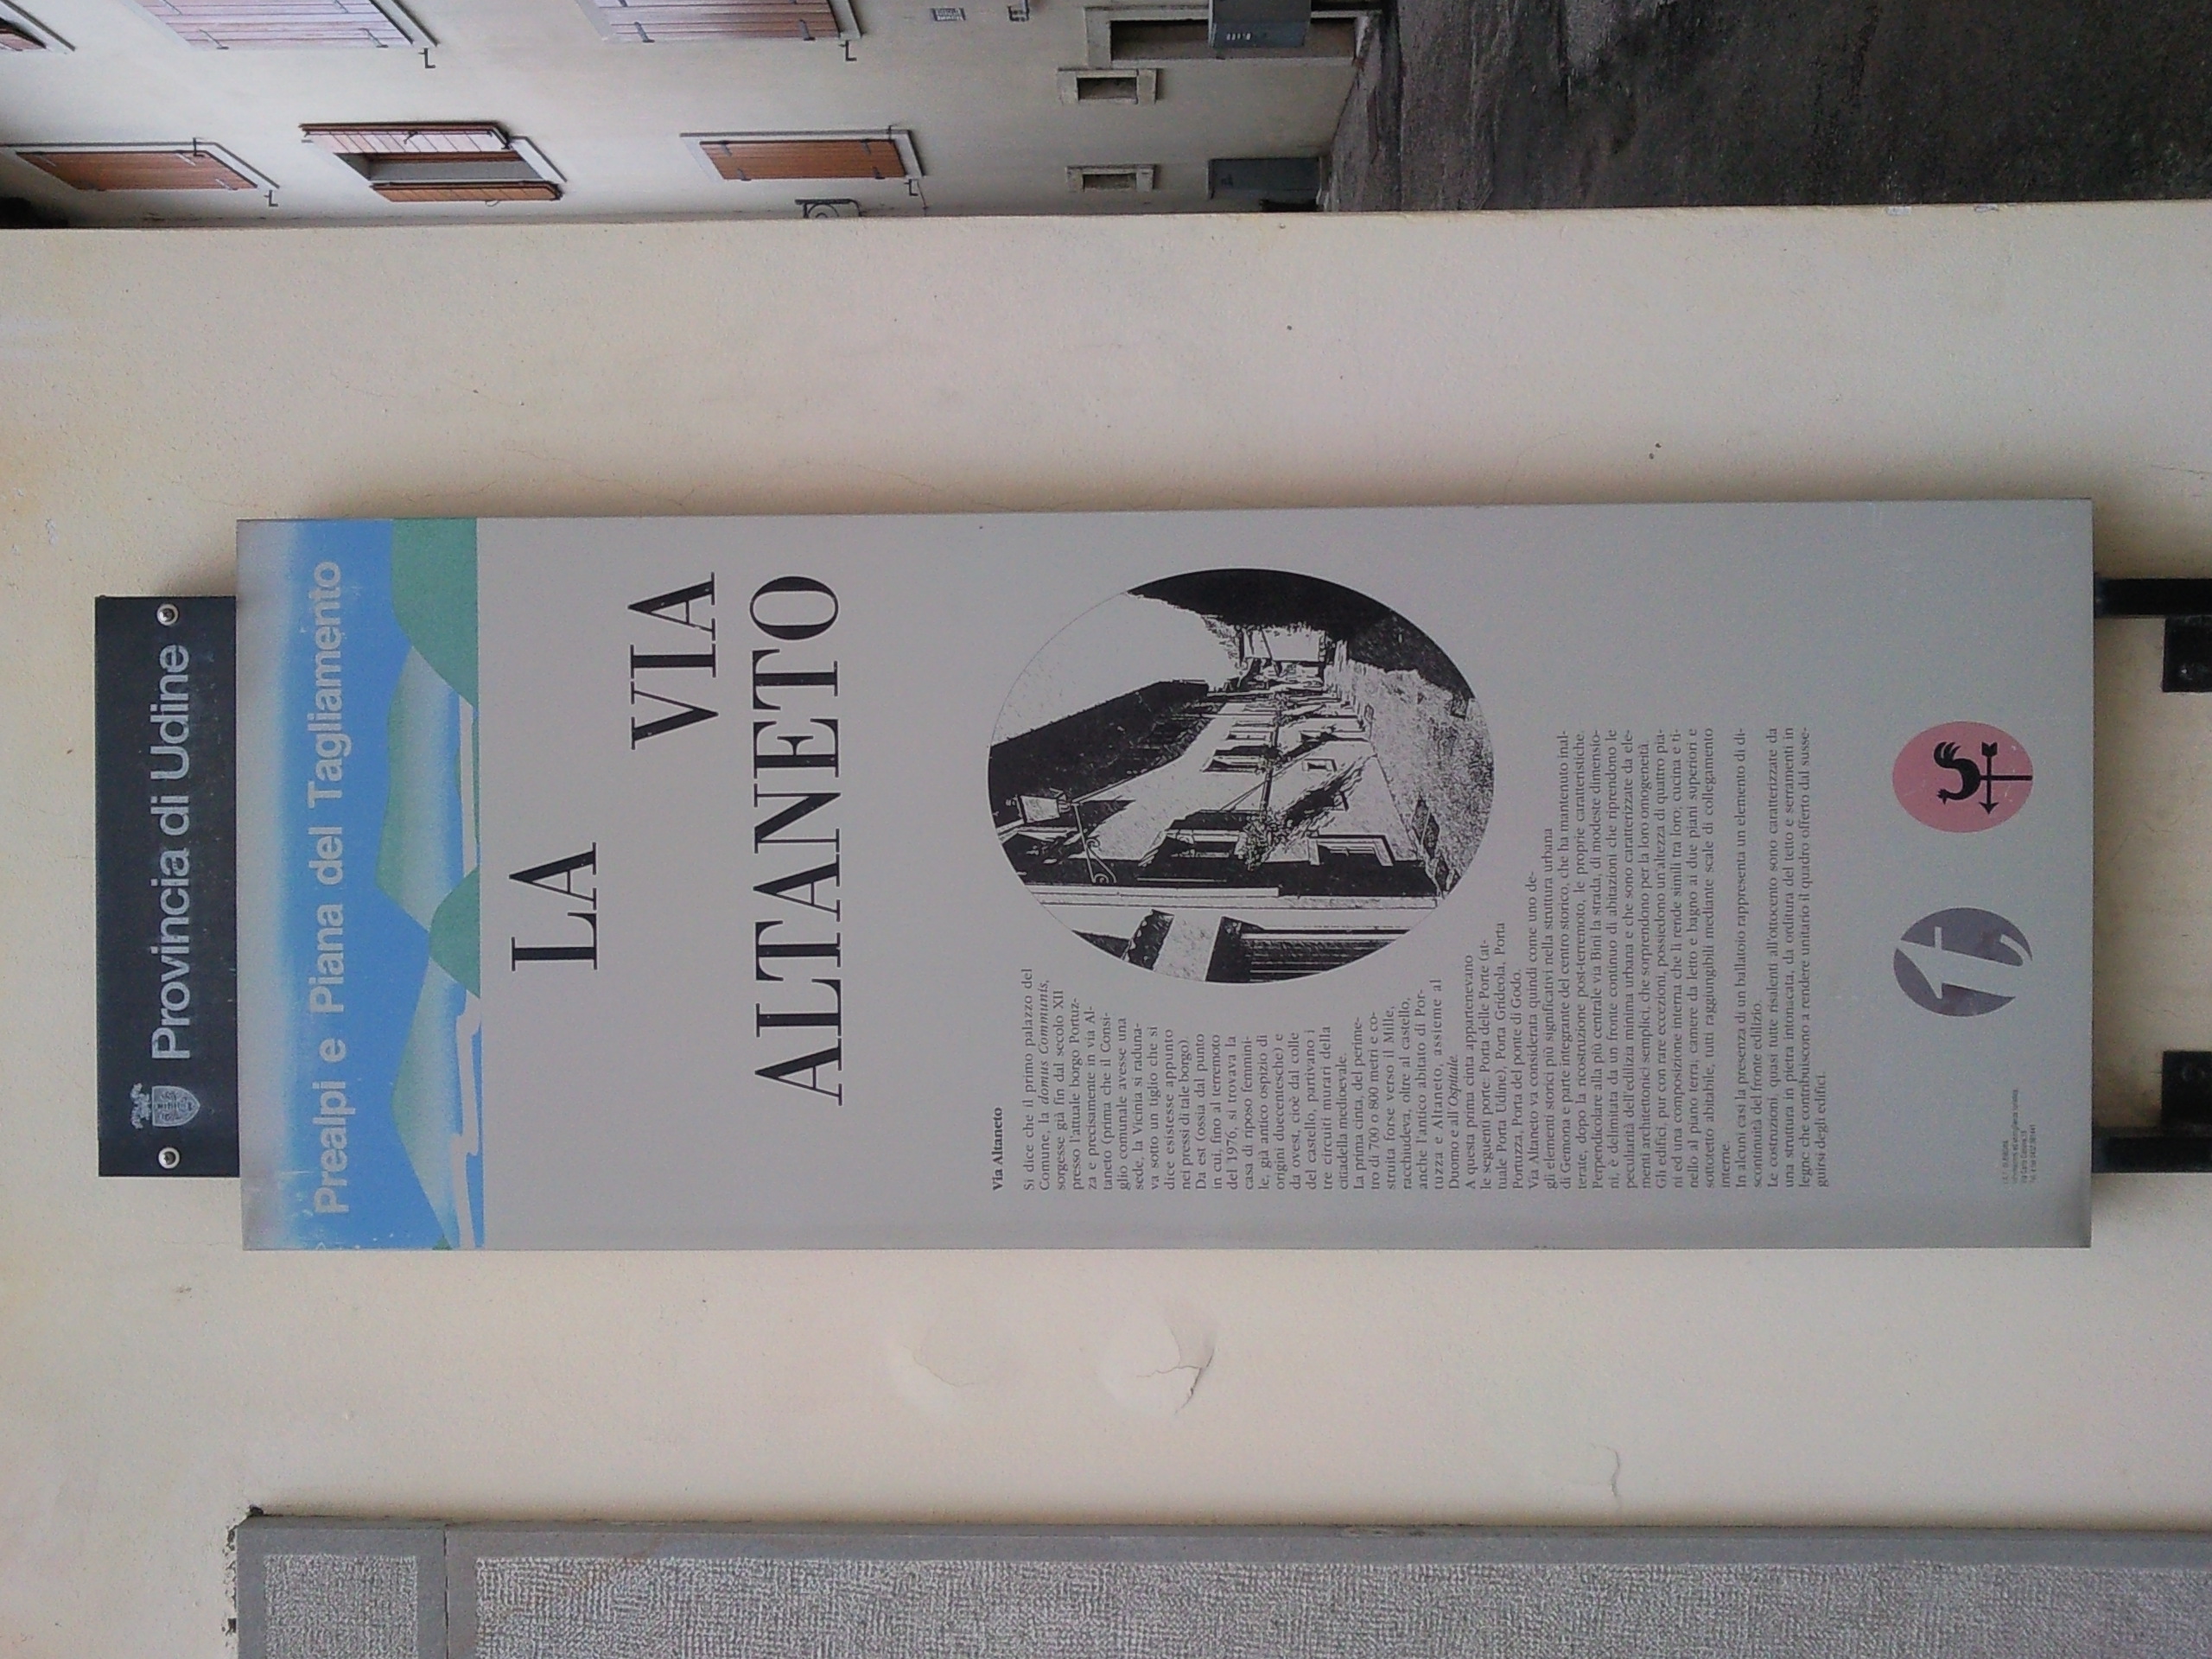 Provincia di Udine
Prealpi e Piana del Tagliamento
LA
VIA
ALTANETO
Via Altaneto
Si dice che il primo palazzo del
Comune, la domus Communis,
sorgesse già fin dal secolo XII
presso l'attuale borgo Portuz-
za e precisamente in via Al-
taneto (prima che il Consi-
glio comunale avesse una
sede, la Vicinia si raduna-
va sotto un tiglio che si
dice esistesse appunto
nei pressi di tale borgo).
Da est (ossia dal punto
in cui, fino al terremoto
del 1976, si trovava la
casa di riposo femmini-
le, già antico ospizio di
origini duecentesche) e
da ovest, cioè dal colle
del castello, partivano i
tre circuiti murari della
cittadella medioevale.
La prima cinta, del perime-
tro di 700 o 800 metri e co-
struita forse verso il Mille,
racchiudeva, oltre al castello,
anche l'antico abitato di Por-
tuzza e Altaneto, assieme al
Duomo e all'Ospitale.
A questa prima cinta appartenevano
le seguenti porte: Porta delle Porte (at-
tuale Porta Udine), Porta Grideola, Porta
Portuzza, Porta del ponte di Godo.
Via Altaneto va considerata quindi come uno de-
gli elementi storici più significativi nella struttura urbana
di Gemona e parte integrante del centro storico, che ha mantenuto inal-
terate, dopo la ricostruzione post-terremoto, le proprie caratteristiche.
Perpendicolare alla più centrale via Bini la strada, di modeste dimensio-
ni, è delimitata da un fronte continuo di abitazioni che riprendono le
peculiarità dell'edilizia minima urbana e che sono caratterizzate da ele-
menti architettonici semplici, che sorprendono per la loro omogeneità.
Gli edifici, pur con rare eccezioni, possiedono un'altezza di quattro pia-
ni ed una composizione interna che li rende simili tra loro: cucina e ti-
nello al piano terra; camere da letto e bagno ai due piani superiori e
sottotetto abitabile, tutti raggiungibili mediante scale di collegamento
interne.
In alcuni casi la presenza di un ballatoio rappresenta un elemento di di-
scontinuità del fronte edilizio.
Le costruzioni, quasi tutte risalenti all'ottocento sono caratterizzate da
una struttura in pietra intonacata, da orditura del tetto e serramenti in
legno che contribuiscono a rendere unitario il quadro offerto dal susse-
guirsi degli edifici.